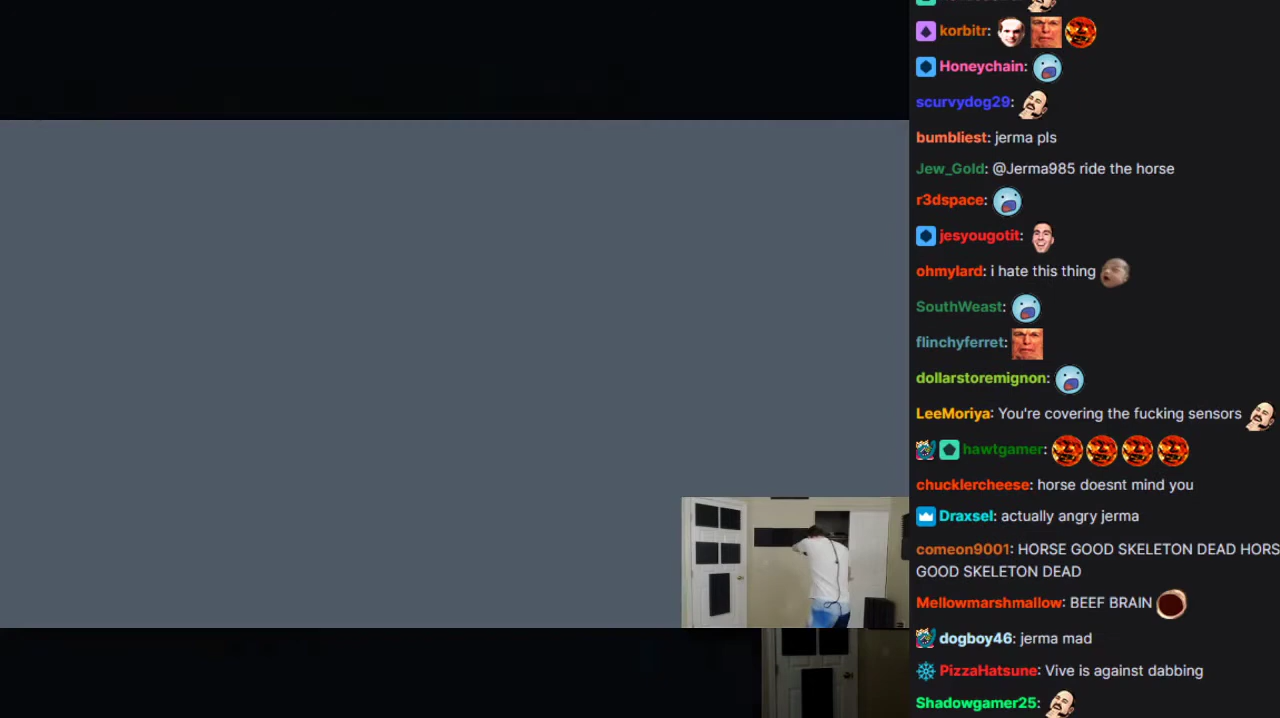 korbitr:
Honeychain:
scurvydog29:
bumbliest: jerma pls
Jew_Gold: @Jerma985 ride the horse
r3dspace:
jesyougotit:
ohmylard: i hate this thing
SouthWeast:
flinchyferret:
dollarstoremignon:
LeeMoriya: You're covering the fucking sensors
hawtgamer:
chucklercheese: horse doesnt mind you
Draxsel: actually angry jerma
comeon9001: HORSE GOOD SKELETON DEAD HORS
GOOD SKELETON DEAD
Mellowmarshmallow: BEEF BRAIN
dogboy46: jerma mad
PizzaHatsune: Vive is against dabbing
Shadowgamer25: